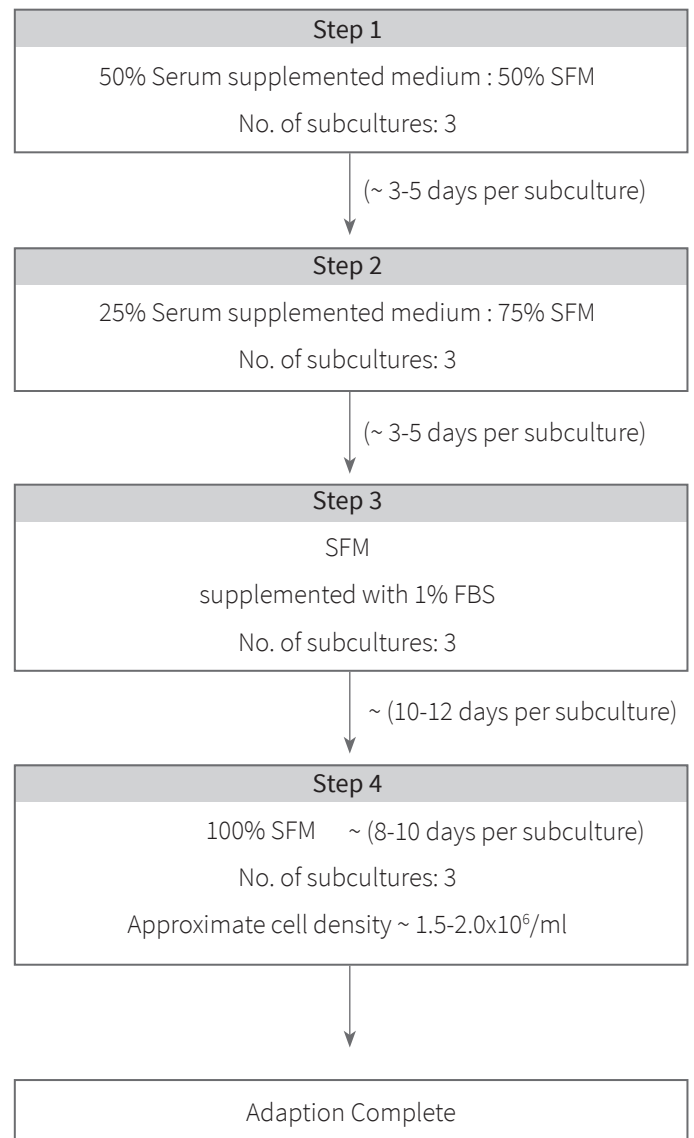 Step 1
50% Serum supplemented medium : 50% SFM
No. of subcultures: 3
(~ 3-5 days per subculture)
Step 2
25% Serum supplemented medium : 75% SFM
No. of subcultures: 3
(~ 3-5 days per subculture)
Step 3
SFM
supplemented with 1% FBS
No. of subcultures: 3
~ (10-12 days per subculture)
Step 4
100% SFM ~ (8-10 days per subculture)
No. of subcultures: 3
Approximate cell density ~ 1.5-2.0x10⁶/ml
Adaption Complete